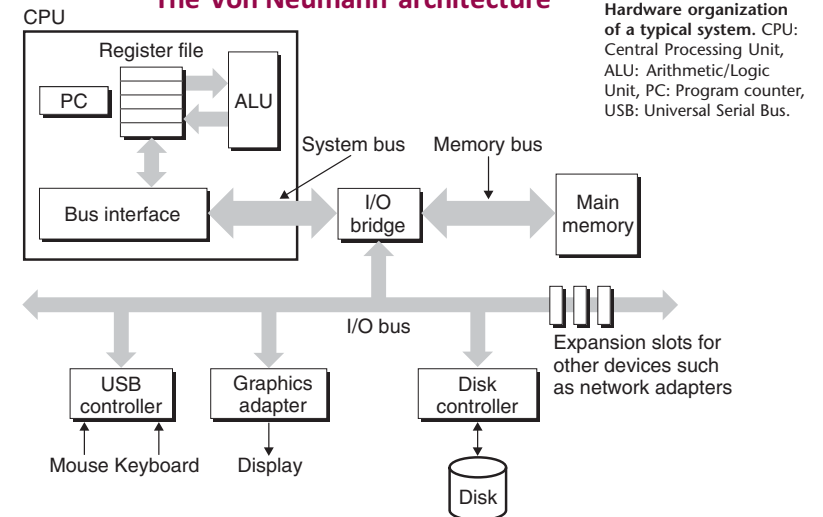 The Von Neumann architecture
CPU
Hardware organization
of a typical system. CPU:
Central Processing Unit,
ALU: Arithmetic/Logic
Unit, PC: Program counter,
USB: Universal Serial Bus.
Register file
PC
ALU
System bus
Memory bus
Bus interface
I/O
bridge
Main
memory
I/O bus
Expansion slots for
other devices such
as network adapters
USB
controller
Graphics
adapter
Disk
controller
Mouse Keyboard
Display
Disk